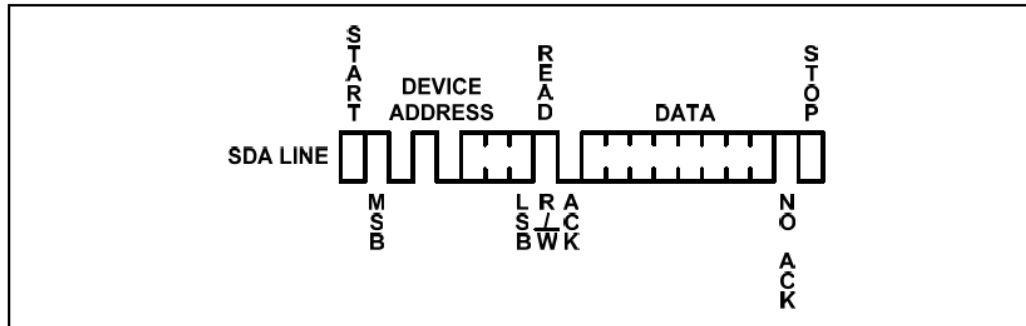 START
DEVICE
ADDRESS
READ
DATA
STOP
SDA LINE
MSB
LSB
R/W
ACK
NO ACK